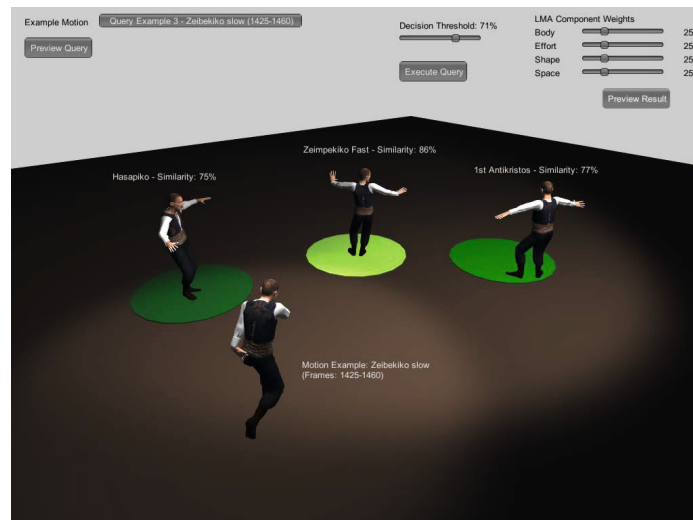 Example Motion
Query Example 3 - Zeibekiko slow (1425-1460)
Preview Query
Decision Threshold: 71%
Execute Query
LMA Component Weights
Body 25
Effort 25
Shape 25
Space 25
Preview Result
Zeimpekiko Fast - Similarity: 86%
Hasapiko - Similarity: 75%
1st Antikristos - Similarity: 77%
Motion Example: Zeibekiko slow
(Frames: 1425-1460)